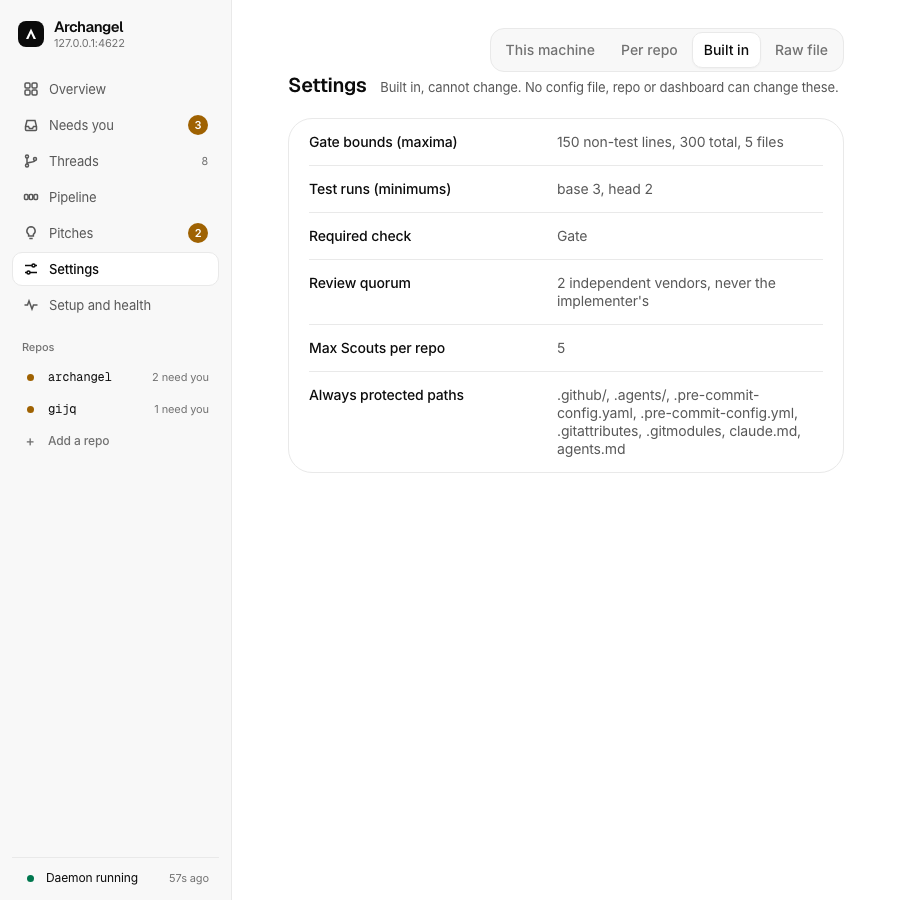 Archangel
127.0.0.1:4622
Overview
Needs you 3
Threads 8
Pipeline
Pitches 2
Settings
Setup and health
Repos
archangel 2 need you
gijq 1 need you
+ Add a repo
Daemon running 57s ago
This machine Per repo Built in Raw file
Settings Built in, cannot change. No config file, repo or dashboard can change these.
Gate bounds (maxima) 150 non-test lines, 300 total, 5 files
Test runs (minimums) base 3, head 2
Required check Gate
Review quorum 2 independent vendors, never the
implementer's
Max Scouts per repo 5
Always protected paths .github/, .agents/, .pre-commit-
config.yaml, .pre-commit-config.yml,
.gitattributes, .gitmodules, claude.md,
agents.md